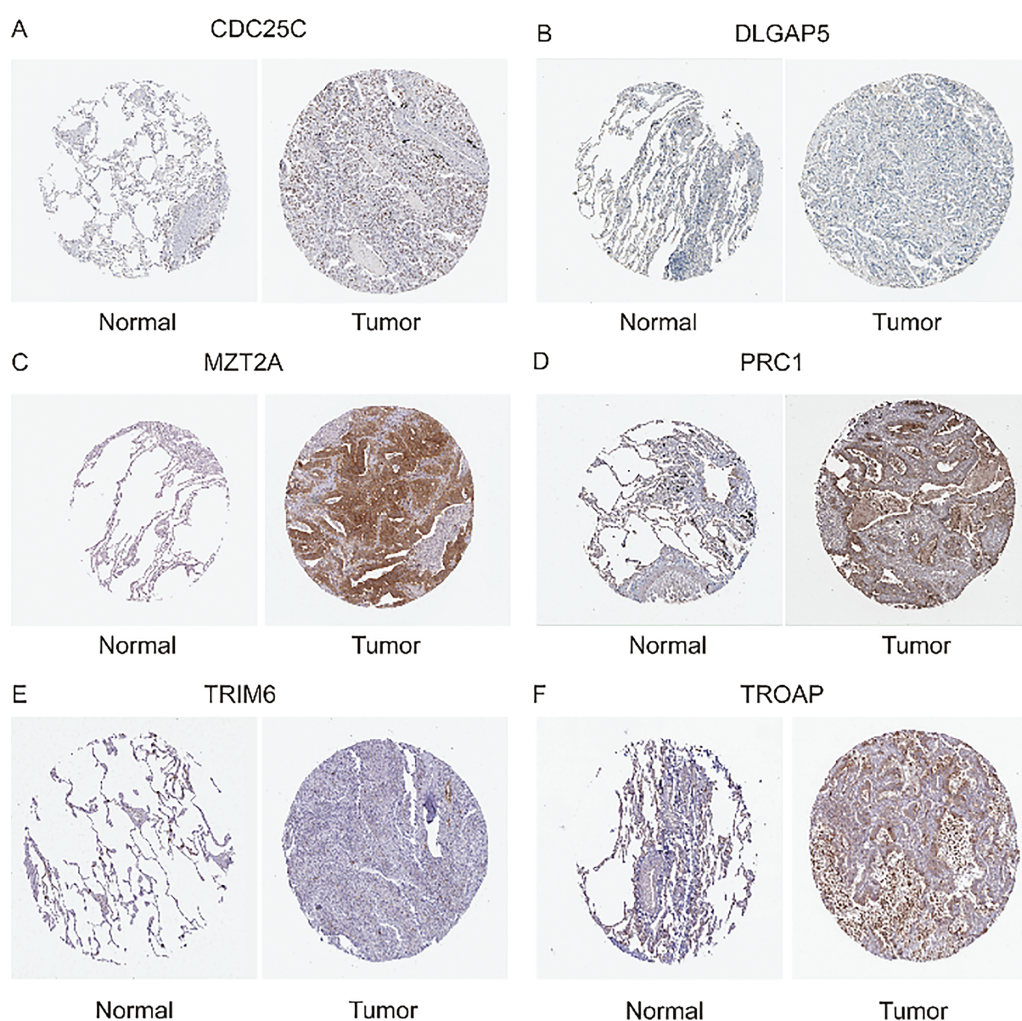 A CDC25C
B DLGAP5
Normal Tumor
Normal Tumor
C MZT2A
D PRC1
Normal Tumor
Normal Tumor
E TRIM6
F TROAP
Normal Tumor
Normal Tumor